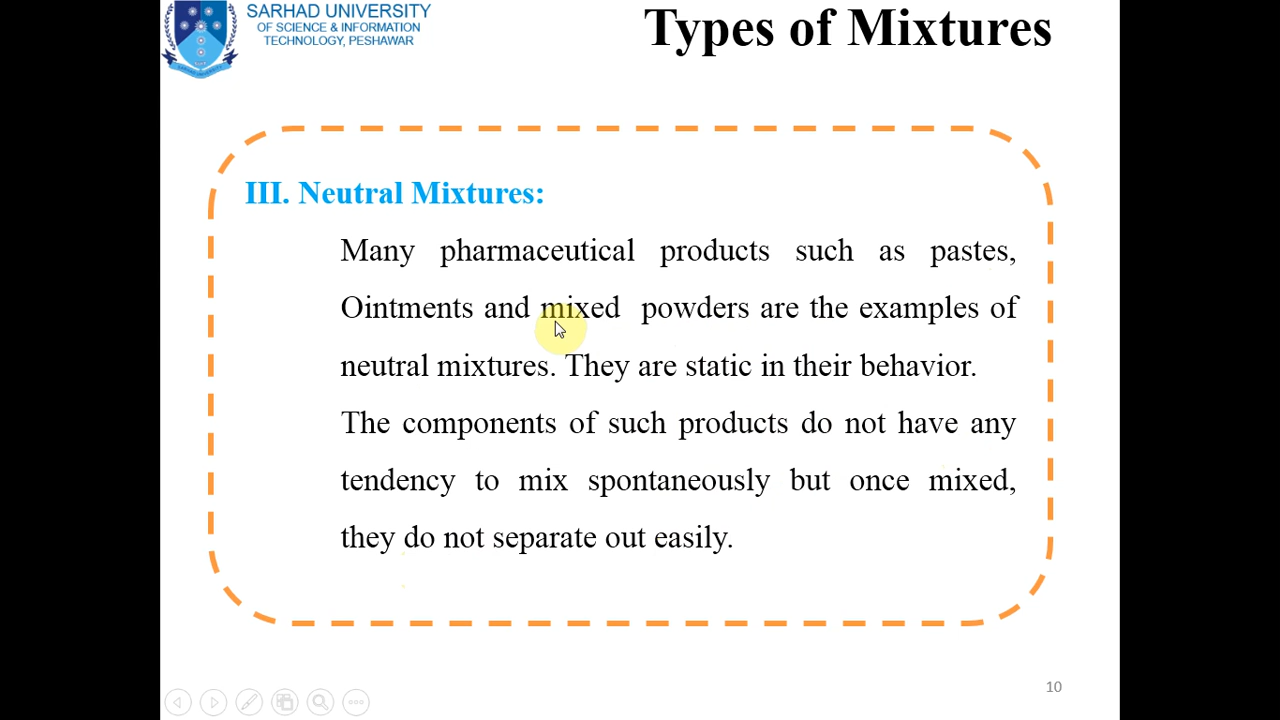 SARHAD UNIVERSITY
OF SCIENCE & INFORMATION
TECHNOLOGY, PESHAWAR
Types of Mixtures
III. Neutral Mixtures:
Many pharmaceutical products such as pastes,
Ointments and mixed powders are the examples of
neutral mixtures. They are static in their behavior.
The components of such products do not have any
tendency to mix spontaneously but once mixed,
they do not separate out easily.
10